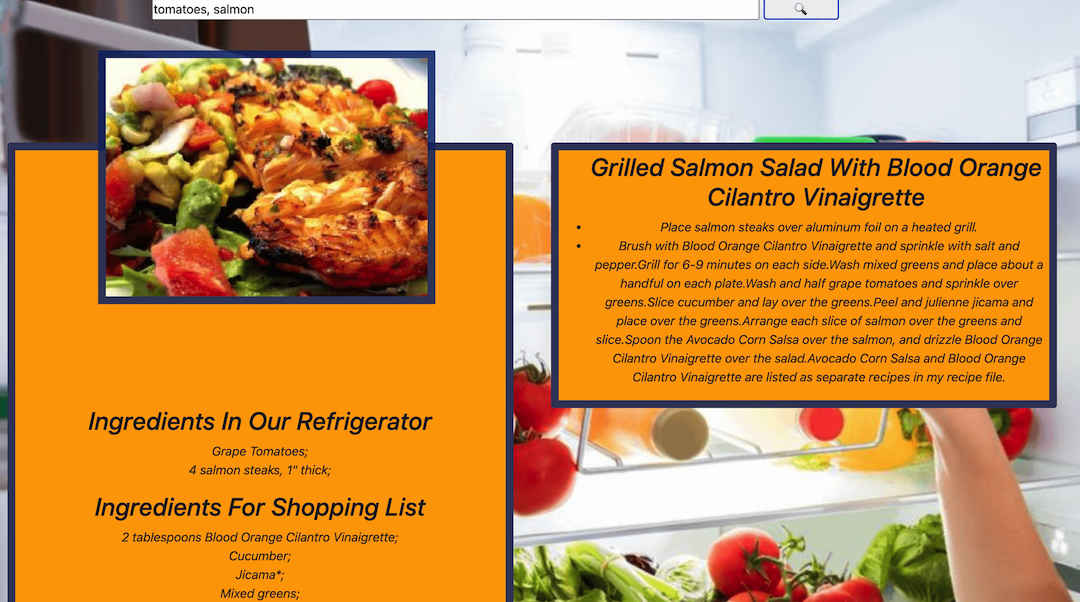 tomatoes, salmon
Ingredients In Our Refrigerator
Grape Tomatoes;
4 salmon steaks, 1" thick;
Ingredients For Shopping List
2 tablespoons Blood Orange Cilantro Vinaigrette;
Cucumber;
Jicama*;
Mixed greens;
Grilled Salmon Salad With Blood Orange
Cilantro Vinaigrette
• Place salmon steaks over aluminum foil on a heated grill.
• Brush with Blood Orange Cilantro Vinaigrette and sprinkle with salt and
pepper.Grill for 6-9 minutes on each side.Wash mixed greens and place about a
handful on each plate.Wash and half grape tomatoes and sprinkle over
greens.Slice cucumber and lay over the greens.Peel and julienne jicama and
place over the greens.Arrange each slice of salmon over the greens and
slice.Spoon the Avocado Corn Salsa over the salmon, and drizzle Blood Orange
Cilantro Vinaigrette over the salad.Avocado Corn Salsa and Blood Orange
Cilantro Vinaigrette are listed as separate recipes in my recipe file.